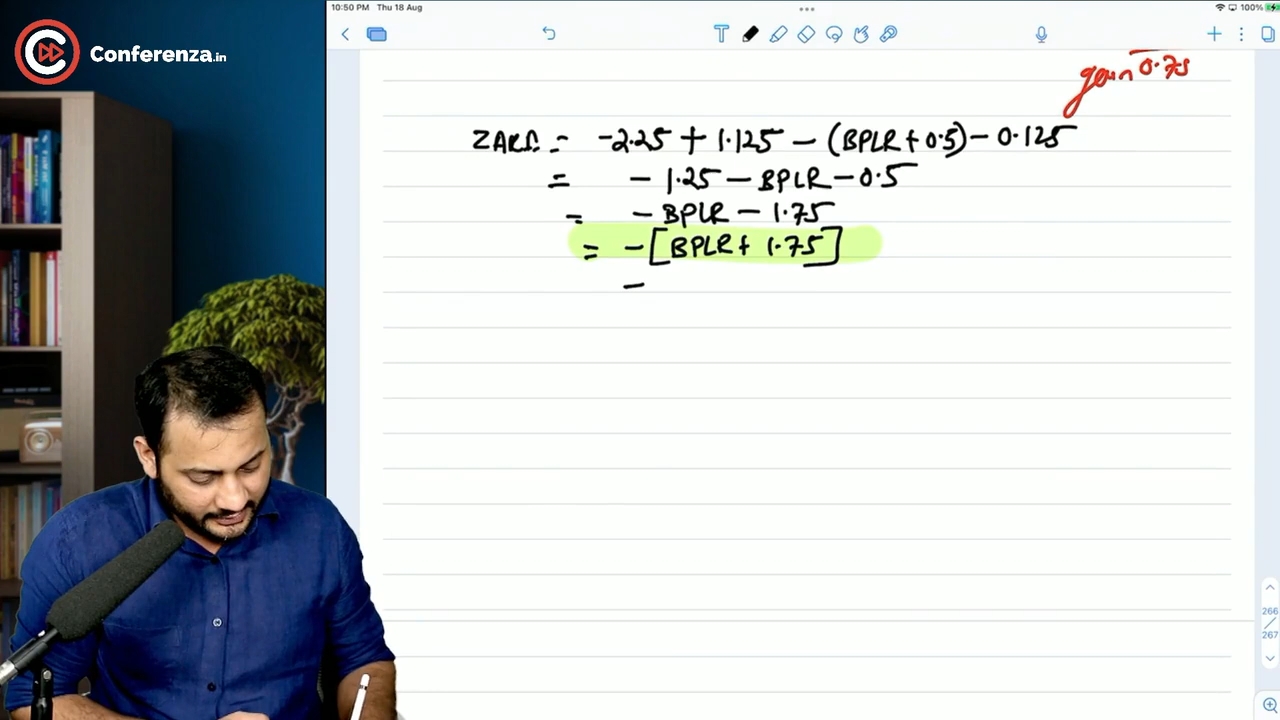 10:50 PM Thu 18 Aug
100%
Conferenza.in
gain 0.75
= -2.25 + 1.125 - (BPLR + 0.5) - 0.125
= - 1.25 - BPLR - 0.5
= - BPLR - 1.75
= - [BPLR + 1.75]
-
266
/
267